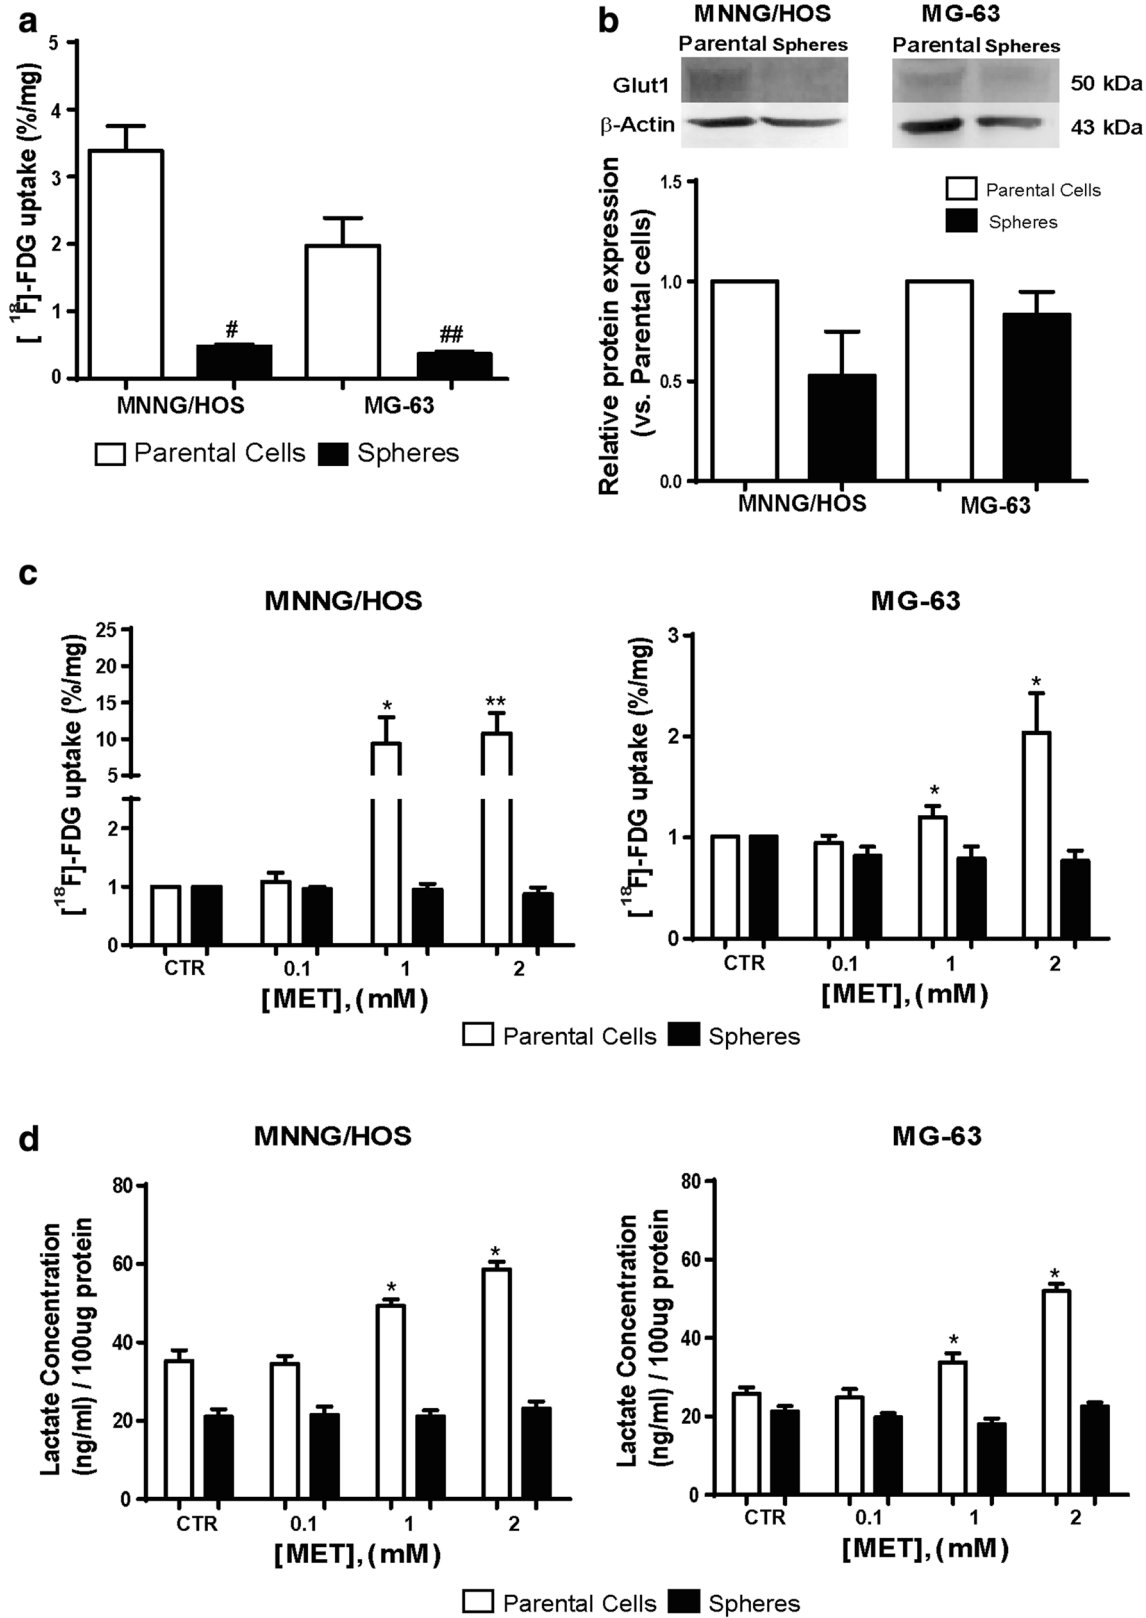 a
[18F]-FDG uptake (%/mg)
5
4
3
2
1
0
#
##
MNNG/HOS
MG-63
Parental Cells
Spheres
b
MNNG/HOS
MG-63
Parental Spheres
Parental Spheres
Glut1
50 kDa
β-Actin
43 kDa
Relative protein expression
(vs. Parental cells)
1.5
1.0
0.5
0.0
Parental Cells
Spheres
MNNG/HOS
MG-63
c
MNNG/HOS
[18F]-FDG uptake (%/mg)
25
20
15
10
5
2
1
0
*
**
CTR
0.1
1
2
[MET], (mM)
MG-63
[18F]-FDG uptake (%/mg)
3
2
1
0
*
*
CTR
0.1
1
2
[MET], (mM)
Parental Cells
Spheres
d
MNNG/HOS
Lactate Concentration
(ng/ml) / 100ug protein
80
60
40
20
0
*
*
CTR
0.1
1
2
[MET], (mM)
MG-63
Lactate Concentration
(ng/ml) / 100ug protein
80
60
40
20
0
*
*
CTR
0.1
1
2
[MET], (mM)
Parental Cells
Spheres